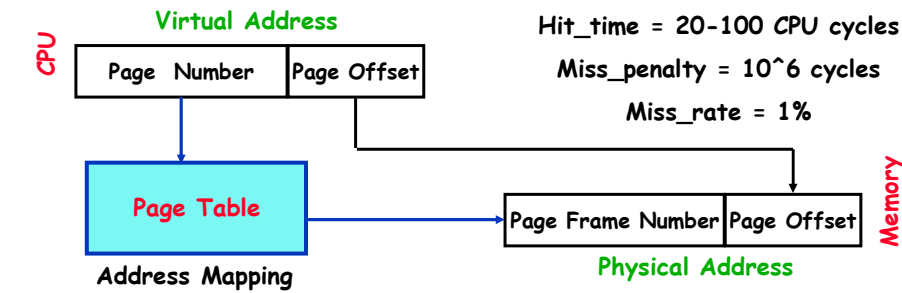 Virtual Address
Hit_time = 20-100 CPU cycles
CPU
Page Number
Page Offset
Miss_penalty = 10^6 cycles
Miss_rate = 1%
Page Table
Memory
Page Frame Number
Page Offset
Address Mapping
Physical Address